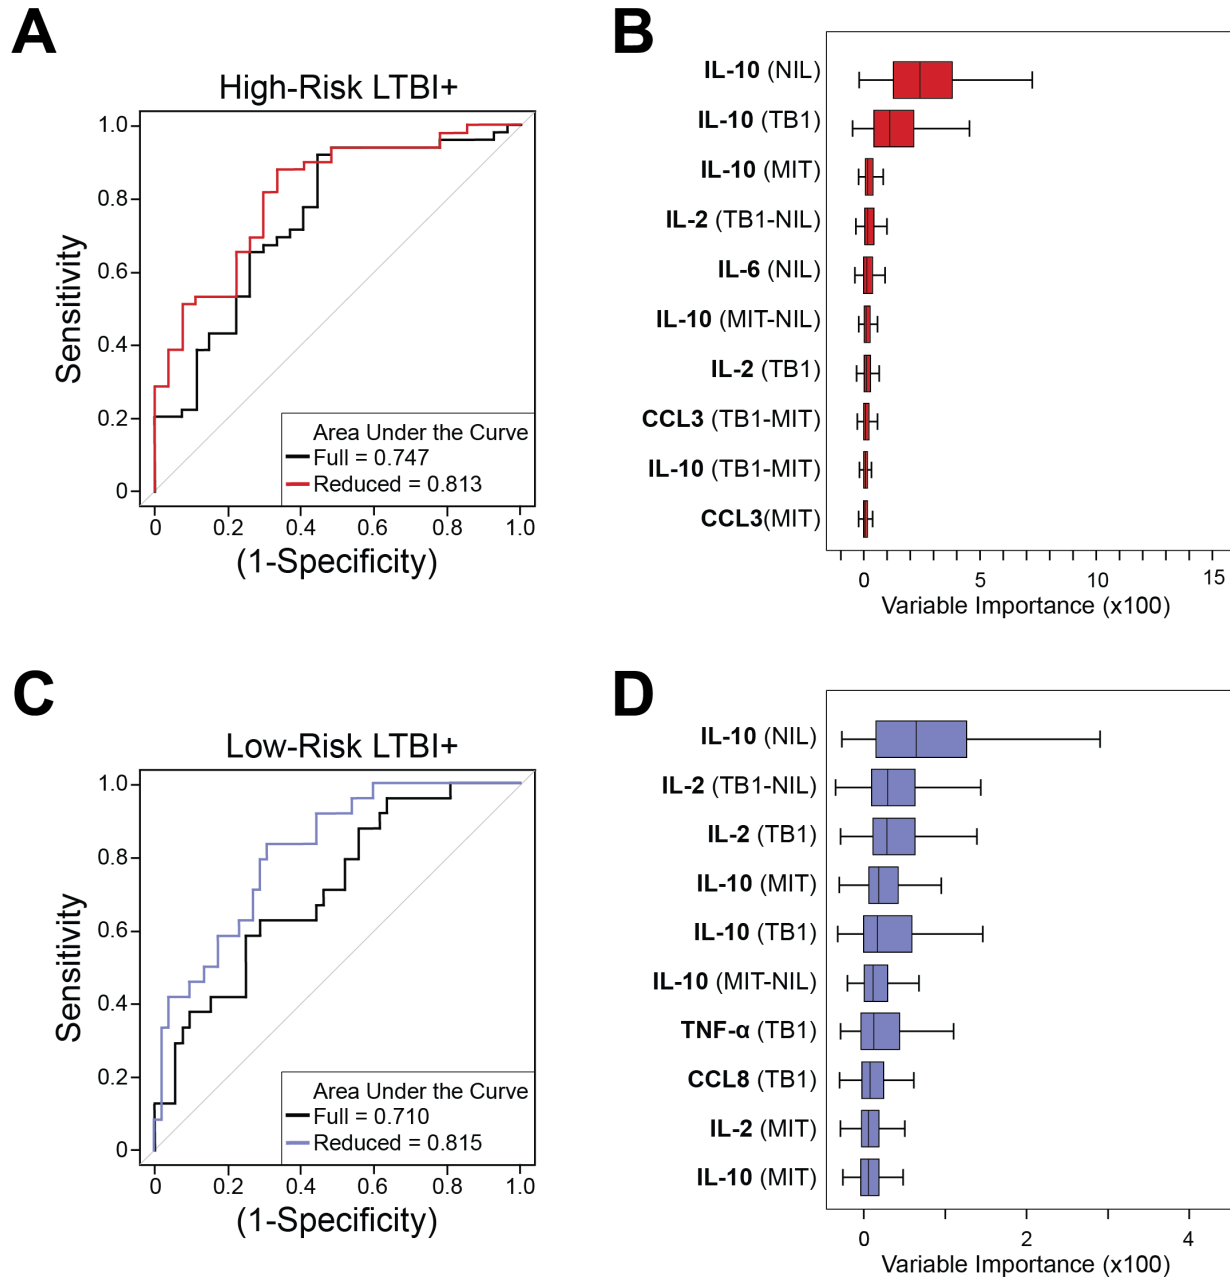 A
High-Risk LTBI+
1.0
0.8
0.6
0.4
0.2
0
Sensitivity
Area Under the Curve
Full = 0.747
Reduced = 0.813
0 0.2 0.4 0.6 0.8 1.0
(1-Specificity)
B
IL-10 (NIL)
IL-10 (TB1)
IL-10 (MIT)
IL-2 (TB1-NIL)
IL-6 (NIL)
IL-10 (MIT-NIL)
IL-2 (TB1)
CCL3 (TB1-MIT)
IL-10 (TB1-MIT)
CCL3(MIT)
0 5 10 15
Variable Importance (x100)
C
Low-Risk LTBI+
1.0
0.8
0.6
0.4
0.2
0
Sensitivity
Area Under the Curve
Full = 0.710
Reduced = 0.815
0 0.2 0.4 0.6 0.8 1.0
(1-Specificity)
D
IL-10 (NIL)
IL-2 (TB1-NIL)
IL-2 (TB1)
IL-10 (MIT)
IL-10 (TB1)
IL-10 (MIT-NIL)
TNF-α (TB1)
CCL8 (TB1)
IL-2 (MIT)
IL-10 (MIT)
0 2 4
Variable Importance (x100)